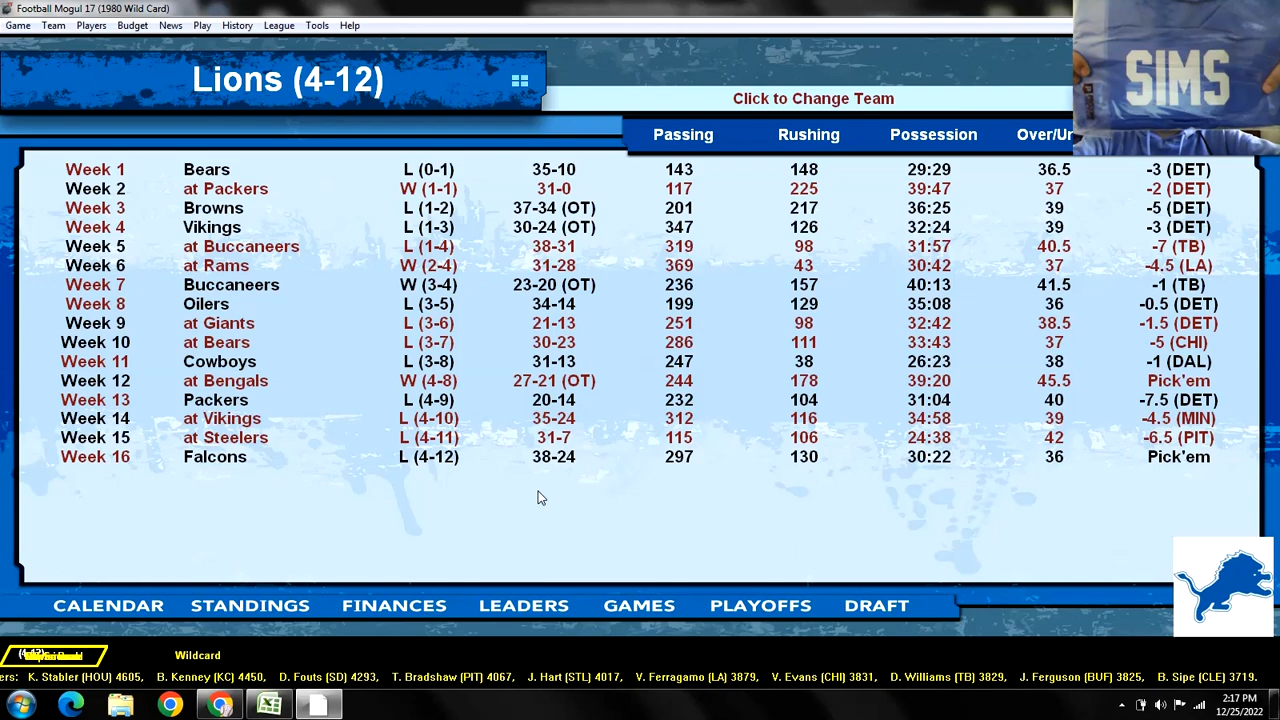 Football Mogul 17 (1980 Wild Card)
Game Team Players Budget News Play History League Tools Help
SIMS
Lions (4-12)
Click to Change Team
Passing Rushing Possession Over/Un
Week 1 Bears L (0-1) 35-10 143 148 29:29 36.5 -3 (DET)
Week 2 at Packers W (1-1) 31-0 117 225 39:47 37 -2 (DET)
Week 3 Browns L (1-2) 37-34 (OT) 201 217 36:25 39 -5 (DET)
Week 4 Vikings L (1-3) 30-24 (OT) 347 126 32:24 39 -3 (DET)
Week 5 at Buccaneers L (1-4) 38-31 319 98 31:57 40.5 -7 (TB)
Week 6 at Rams W (2-4) 31-28 369 43 30:42 37 -4.5 (LA)
Week 7 Buccaneers W (3-4) 23-20 (OT) 236 157 40:13 41.5 -1 (TB)
Week 8 Oilers L (3-5) 34-14 199 129 35:08 36 -0.5 (DET)
Week 9 at Giants L (3-6) 21-13 251 98 32:42 38.5 -1.5 (DET)
Week 10 at Bears L (3-7) 30-23 286 111 33:43 37 -5 (CHI)
Week 11 Cowboys L (3-8) 31-13 247 38 26:23 38 -1 (DAL)
Week 12 at Bengals W (4-8) 27-21 (OT) 244 178 39:20 45.5 Pick'em
Week 13 Packers L (4-9) 20-14 232 104 31:04 40 -7.5 (DET)
Week 14 at Vikings L (4-10) 35-24 312 116 34:58 39 -4.5 (MIN)
Week 15 at Steelers L (4-11) 31-7 115 106 24:38 42 -6.5 (PIT)
Week 16 Falcons L (4-12) 38-24 297 130 30:22 36 Pick'em
CALENDAR STANDINGS FINANCES LEADERS GAMES PLAYOFFS DRAFT
Wildcard
ers: K. Stabler (HOU) 4605, B. Kenney (KC) 4450, D. Fouts (SD) 4293, T. Bradshaw (PIT) 4067, J. Hart (STL) 4017, V. Ferragamo (LA) 3879, V. Evans (CHI) 3831, D. Williams (TB) 3829, J. Ferguson (BUF) 3825, B. Sipe (CLE) 3719.
2:17 PM
12/25/2022